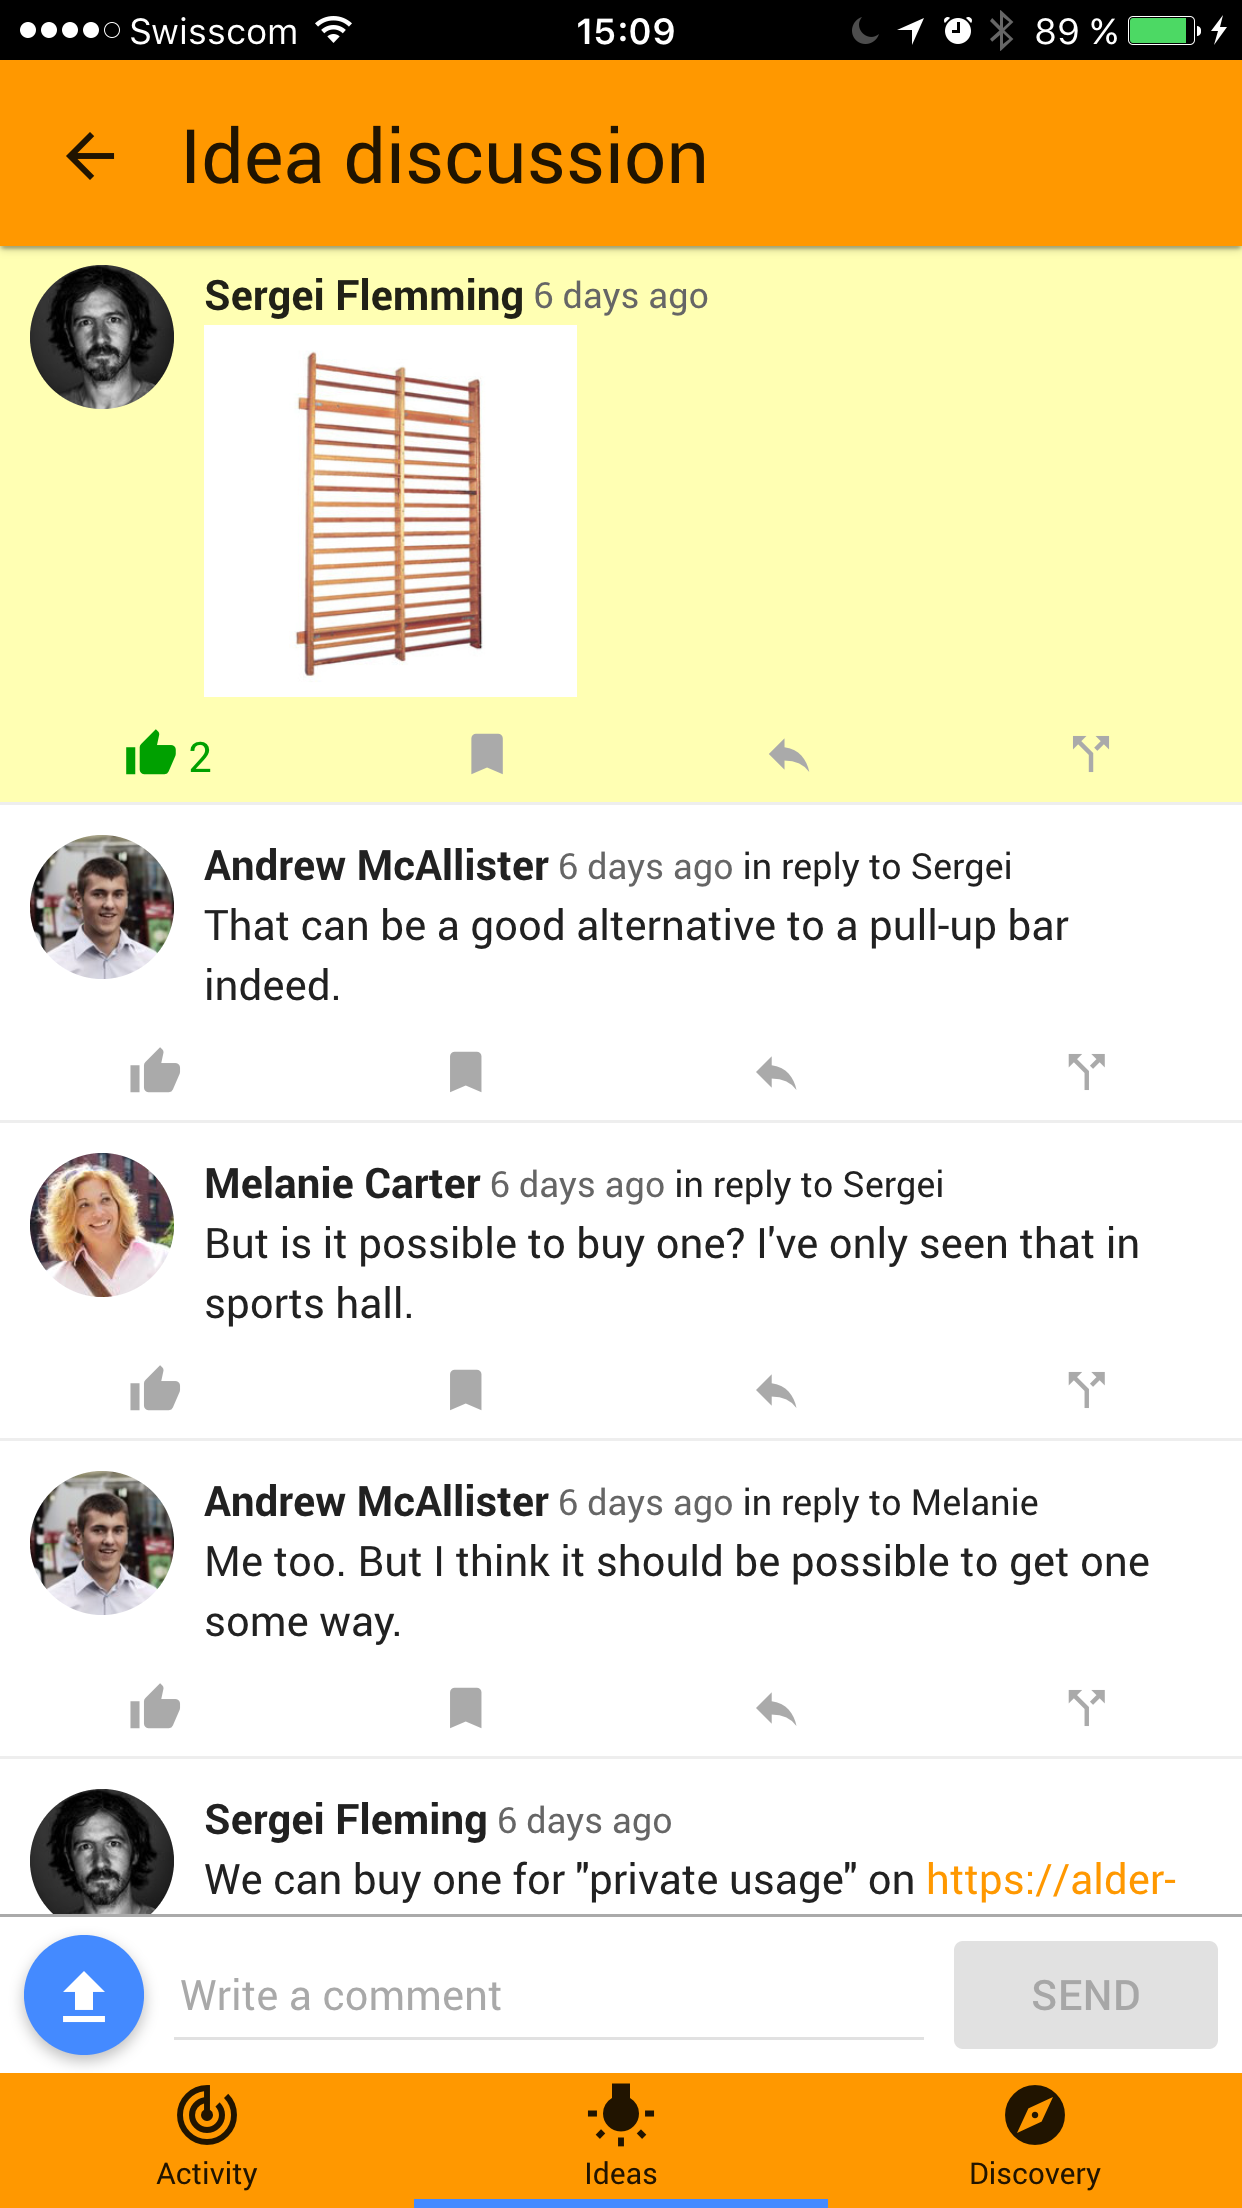 Swisscom 15:09 89 %
Idea discussion
Sergei Flemming 6 days ago
2
Andrew McAllister 6 days ago in reply to Sergei
That can be a good alternative to a pull-up bar
indeed.
Melanie Carter 6 days ago in reply to Sergei
But is it possible to buy one? I've only seen that in
sports hall.
Andrew McAllister 6 days ago in reply to Melanie
Me too. But I think it should be possible to get one
some way.
Sergei Fleming 6 days ago
We can buy one for "private usage" on https://alder-
Write a comment SEND
Activity Ideas Discovery